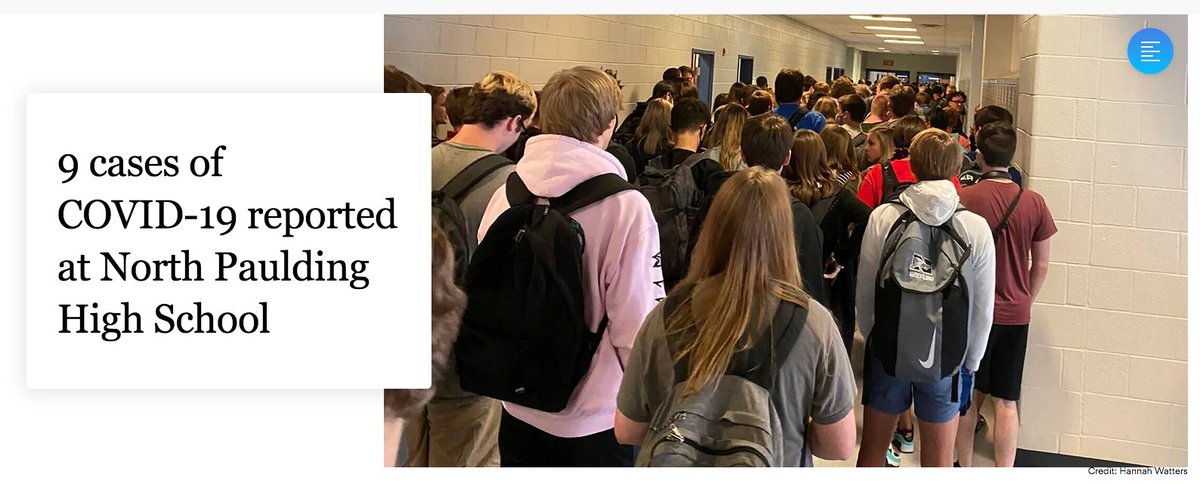 9 cases of
COVID-19 reported
at North Paulding
High School
Credit: Hannah Watters